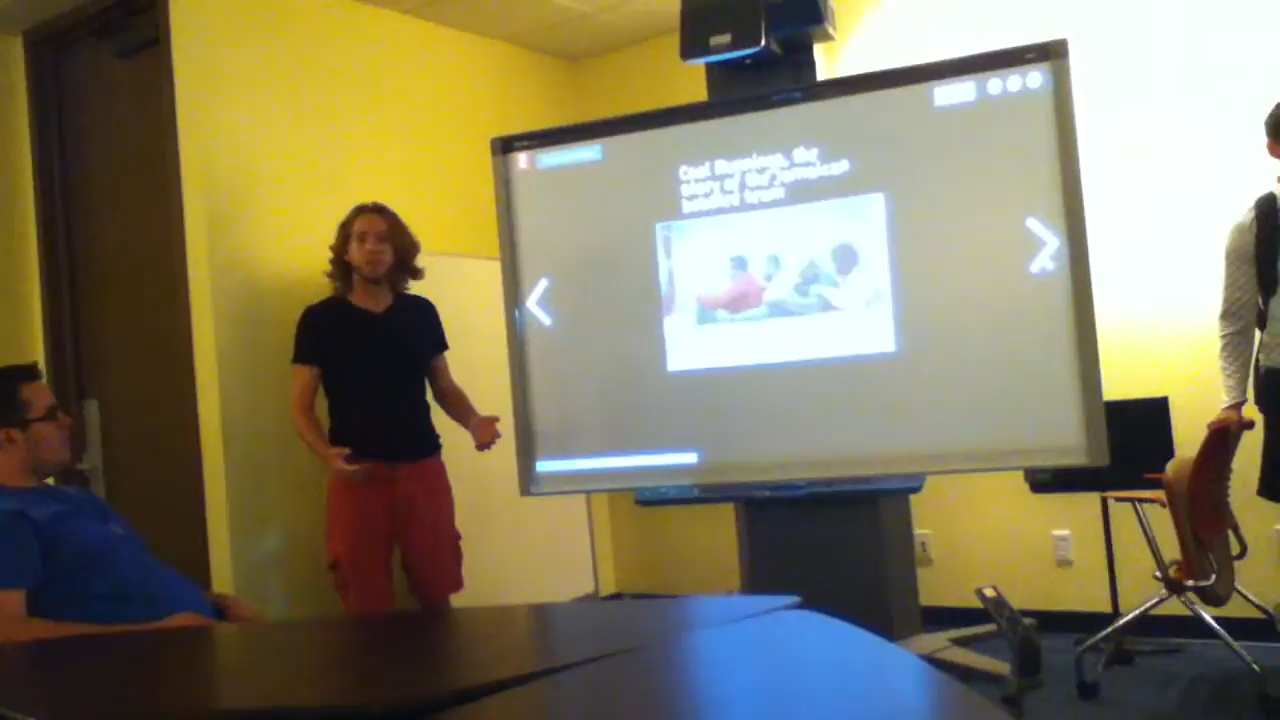 Cool Runnings, the
story of the Jamaican
bobsled team